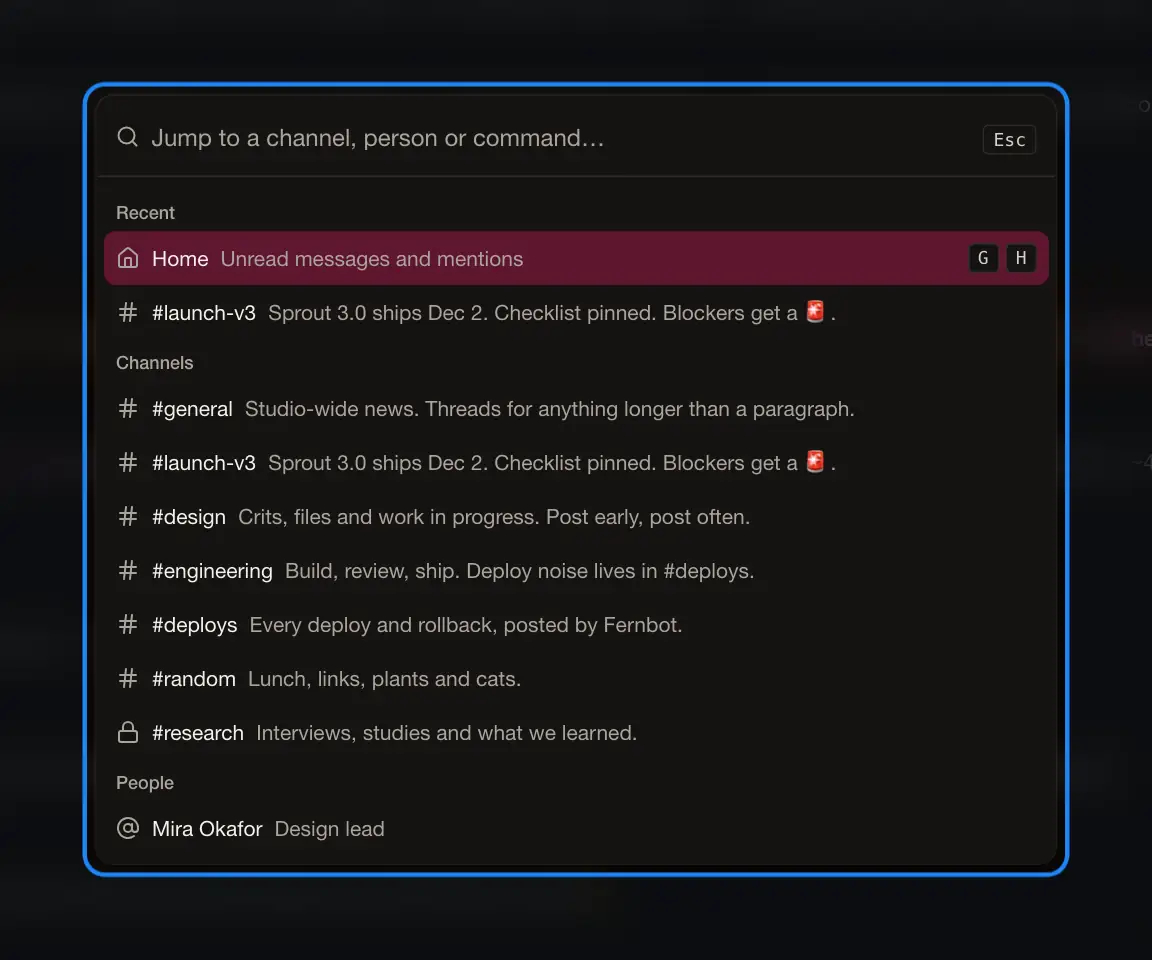 Jump to a channel, person or command… Esc
Recent
Home Unread messages and mentions G H
#launch-v3 Sprout 3.0 ships Dec 2. Checklist pinned. Blockers get a 🚨 .
Channels
#general Studio-wide news. Threads for anything longer than a paragraph.
#launch-v3 Sprout 3.0 ships Dec 2. Checklist pinned. Blockers get a 🚨 .
#design Crits, files and work in progress. Post early, post often.
#engineering Build, review, ship. Deploy noise lives in #deploys.
#deploys Every deploy and rollback, posted by Fernbot.
#random Lunch, links, plants and cats.
#research Interviews, studies and what we learned.
People
@ Mira Okafor Design lead